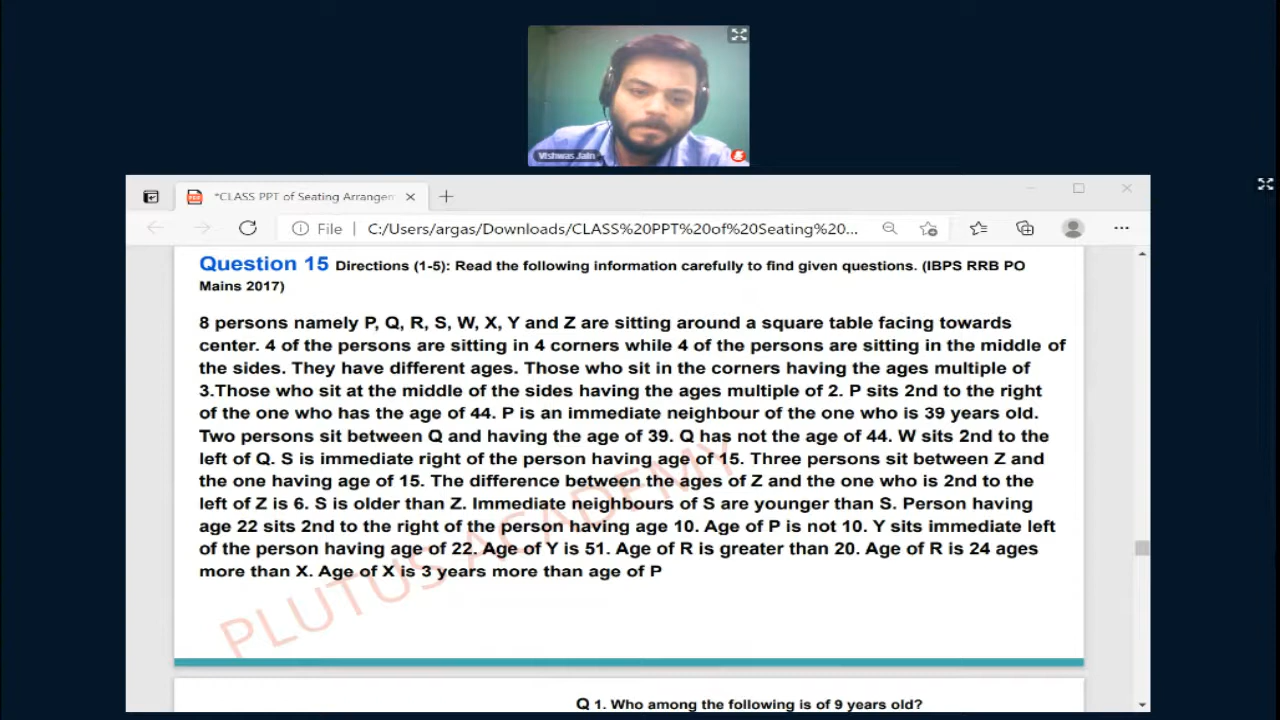 Vishwas Jain
*CLASS PPT of Seating Arrangen
File
C:/Users/argas/Downloads/CLASS%20PPT%20of%20Seating%20...
Question 15 Directions (1-5): Read the following information carefully to find given questions. (IBPS RRB PO
Mains 2017)
8 persons namely P, Q, R, S, W, X, Y and Z are sitting around a square table facing towards
center. 4 of the persons are sitting in 4 corners while 4 of the persons are sitting in the middle of
the sides. They have different ages. Those who sit in the corners having the ages multiple of
3.Those who sit at the middle of the sides having the ages multiple of 2. P sits 2nd to the right
of the one who has the age of 44. P is an immediate neighbour of the one who is 39 years old.
Two persons sit between Q and having the age of 39. Q has not the age of 44. W sits 2nd to the
left of Q. S is immediate right of the person having age of 15. Three persons sit between Z and
the one having age of 15. The difference between the ages of Z and the one who is 2nd to the
left of Z is 6. S is older than Z. Immediate neighbours of S are younger than S. Person having
age 22 sits 2nd to the right of the person having age 10. Age of P is not 10. Y sits immediate left
of the person having age of 22. Age of Y is 51. Age of R is greater than 20. Age of R is 24 ages
more than X. Age of X is 3 years more than age of P
PLUTUS ACADEMY
Q 1. Who among the following is of 9 years old?